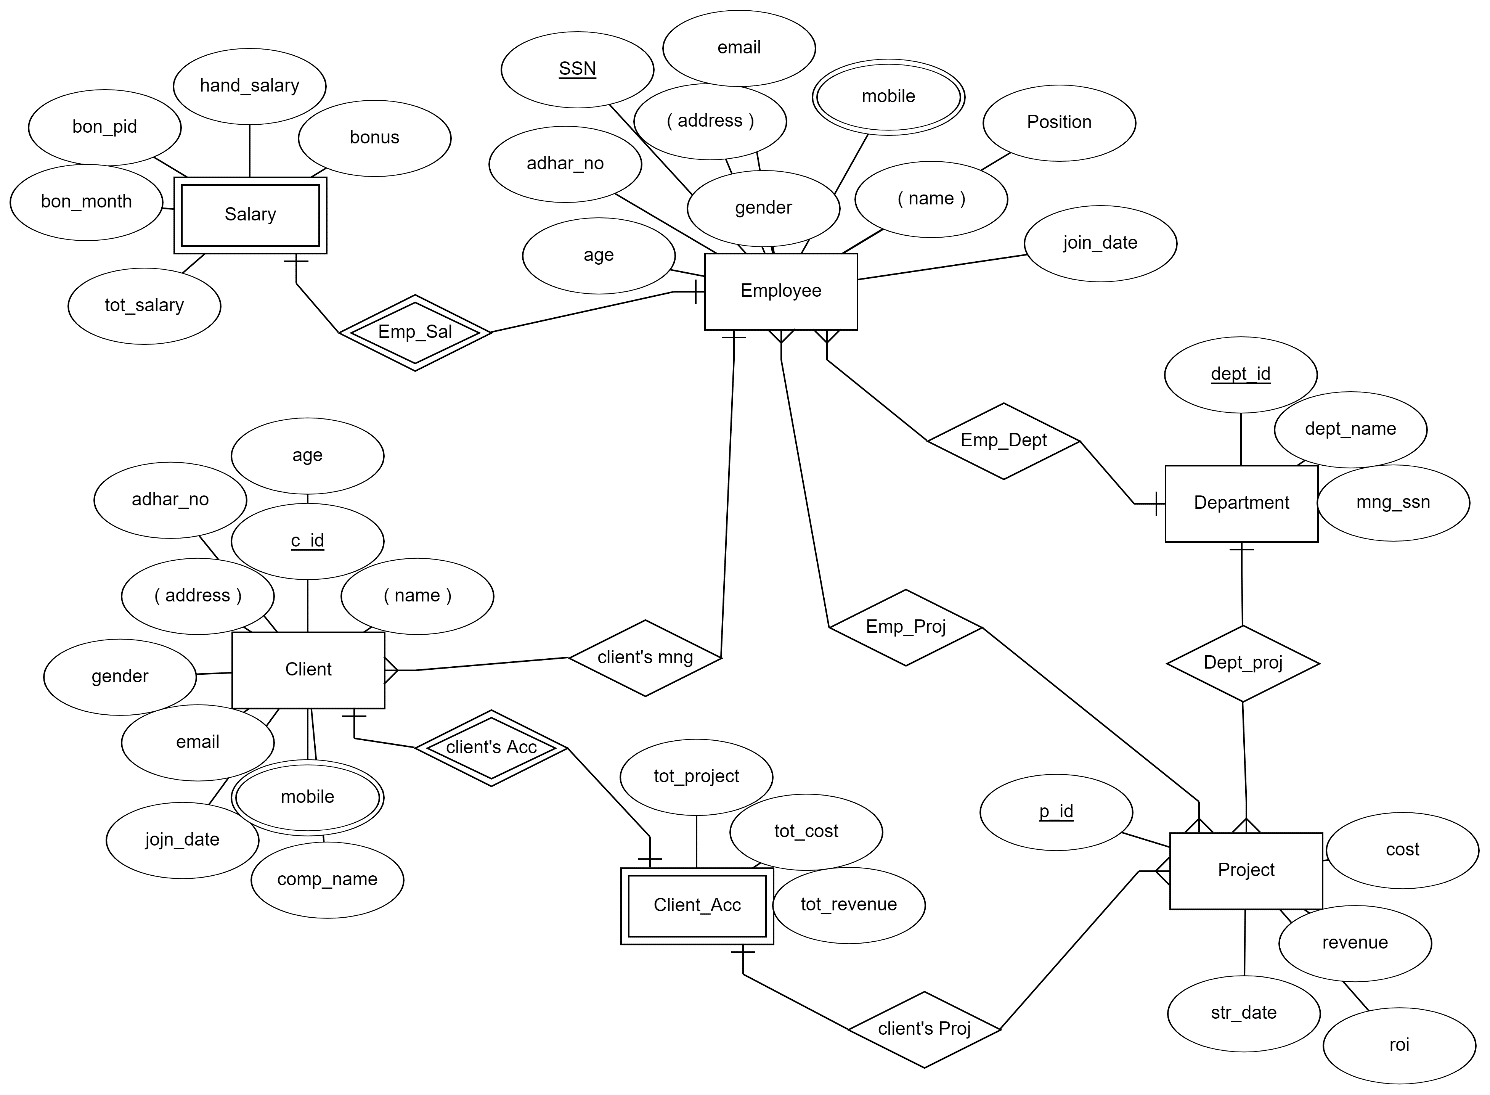 email
SSN
hand_salary
mobile
bon_pid
( address )
Position
bonus
adhar_no
bon_month
( name )
gender
Salary
join_date
age
Employee
tot_salary
Emp_Sal
dept_id
dept_name
Emp_Dept
age
adhar_no
Department
mng_ssn
c_id
( address )
( name )
Emp_Proj
client's mng
Dept_proj
Client
gender
email
client's Acc
tot_project
mobile
p_id
tot_cost
jojn_date
cost
Project
comp_name
Client_Acc
tot_revenue
revenue
str_date
client's Proj
roi